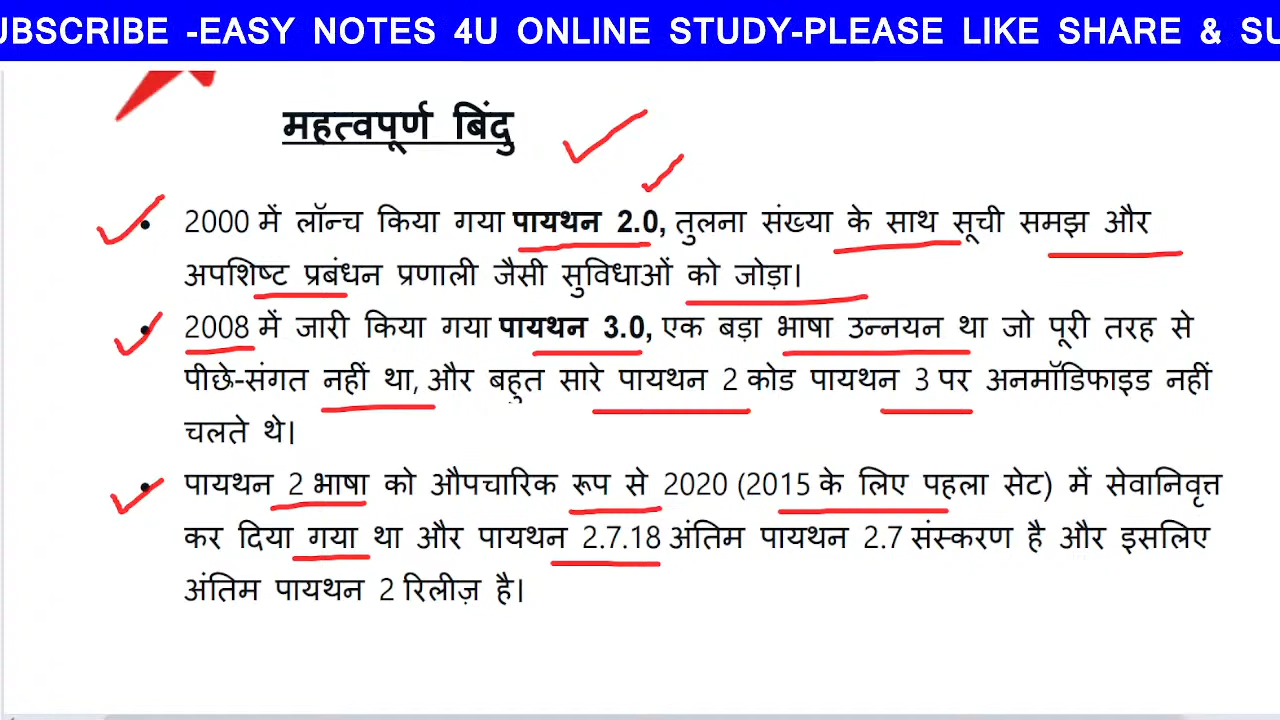 UBSCRIBE -EASY NOTES 4U ONLINE STUDY-PLEASE LIKE SHARE & SU
महत्वपूर्ण बिंदु
2000 में लॉन्च किया गया पायथन 2.0, तुलना संख्या के साथ सूची समझ और
अपशिष्ट प्रबंधन प्रणाली जैसी सुविधाओं को जोड़ा।
2008 में जारी किया गया पायथन 3.0, एक बड़ा भाषा उन्नयन था जो पूरी तरह से
पीछे-संगत नहीं था, और बहुत सारे पायथन 2 कोड पायथन 3 पर अनमॉडिफाइड नहीं
चलते थे।
पायथन 2 भाषा को औपचारिक रूप से 2020 (2015 के लिए पहला सेट) में सेवानिवृत्त
कर दिया गया था और पायथन 2.7.18 अंतिम पायथन 2.7 संस्करण है और इसलिए
अंतिम पायथन 2 रिलीज़ है।